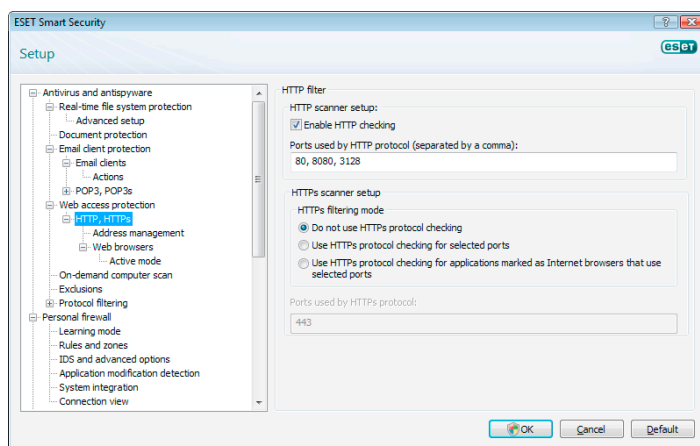 ESET Smart Security
Setup
eset
Antivirus and antispyware
Real-time file system protection
Advanced setup
Document protection
Email client protection
Email clients
Actions
POP3, POP3s
Web access protection
HTTP, HTTPs
Address management
Web browsers
Active mode
On-demand computer scan
Exclusions
Protocol filtering
Personal firewall
Learning mode
Rules and zones
IDS and advanced options
Application modification detection
System integration
Connection view
HTTP filter
HTTP scanner setup:
Enable HTTP checking
Ports used by HTTP protocol (separated by a comma):
80, 8080, 3128
HTTPs scanner setup
HTTPs filtering mode
Do not use HTTPs protocol checking
Use HTTPs protocol checking for selected ports
Use HTTPs protocol checking for applications marked as Internet browsers that use
selected ports
Ports used by HTTPs protocol:
443
OK
Cancel
Default